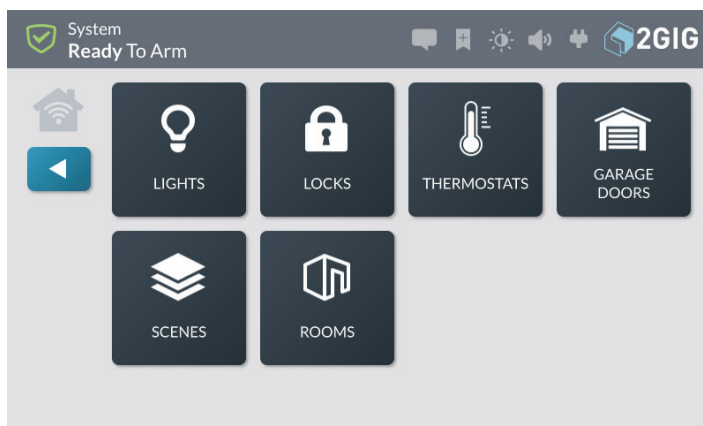 System
Ready To Arm
2GIG
LIGHTS
LOCKS
THERMOSTATS
GARAGE
DOORS
SCENES
ROOMS